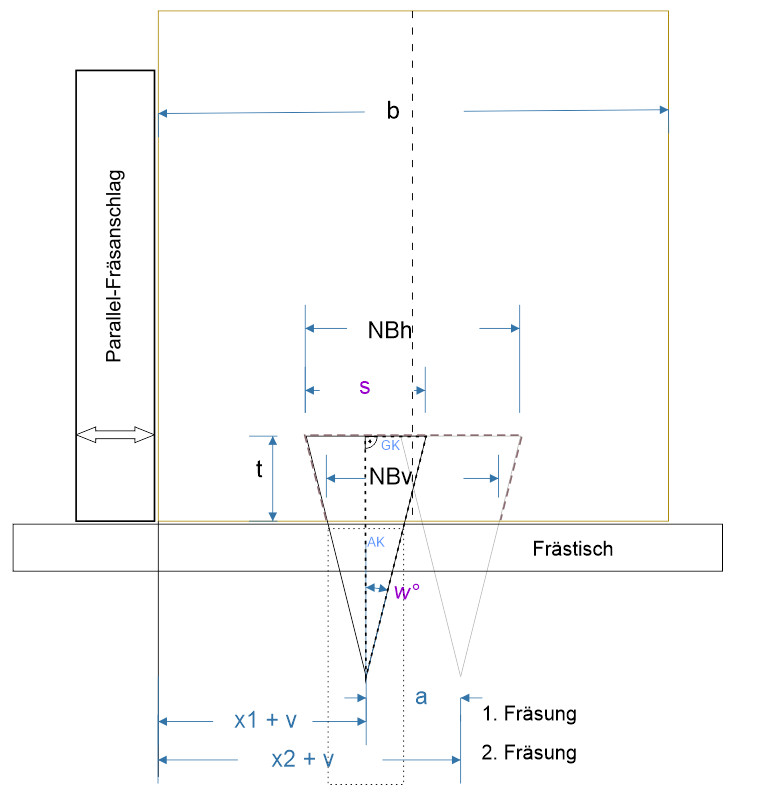 b
Parallel-Fräsanschlag
NBh
s
GK
t
NBv
AK
Frästisch
w°
a
1. Fräsung
x1 + v
2. Fräsung
x2 + v